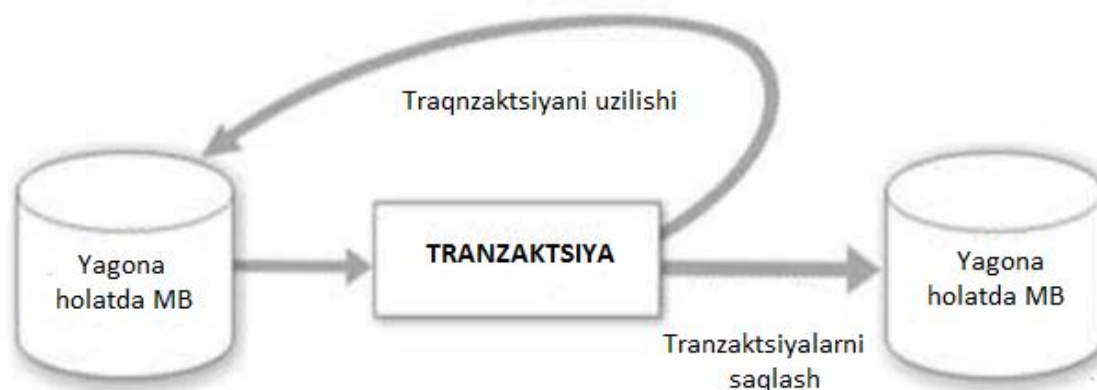 Traqnzaktsiyani uzilishi
Yagona
holatda MB
TRANZAKTSIYA
Yagona
holatda MB
Tranzaktsiyalarni
saqlash